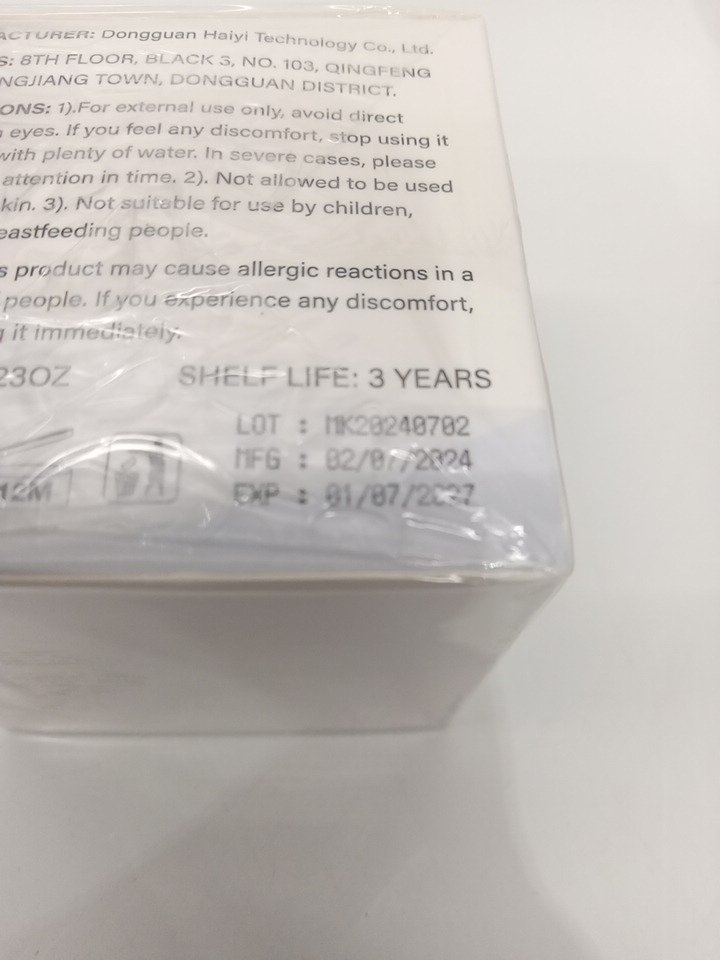 ACTURER: Dongguan Haiyi Technology Co., Ltd.
S: 8TH FLOOR, BLACK 3, NO. 103, QINGFENG
NGJIANG TOWN, DONGGUAN DISTRICT.
ONS: 1).For external use only, avoid direct
eyes. If you feel any discomfort, stop using it
with plenty of water. In severe cases, please
attention in time. 2). Not allowed to be used
kin. 3). Not suitable for use by children,
eastfeeding people.
s product may cause allergic reactions in a
people. If you experience any discomfort,
g it immediately.
23OZ SHELF LIFE: 3 YEARS
LOT : MK20240702
MFG : 02/07/2024
12M EXP : 01/07/2027